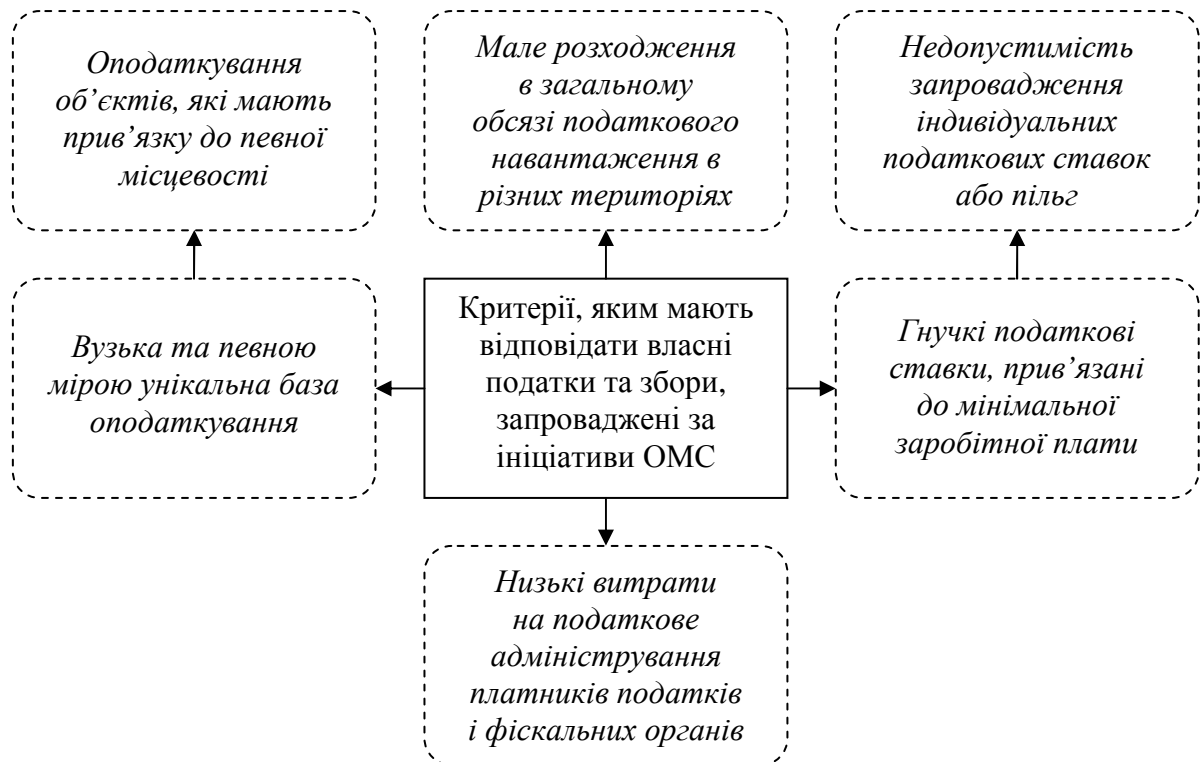 Оподаткування
об’єктів, які мають
прив’язку до певної
місцевості
Мале розходження
в загальному
обсязі податкового
навантаження в
різних територіях
Недопустимість
запровадження
індивідуальних
податкових ставок
або пільг
Вузька та певною
мірою унікальна база
оподаткування
Критерії, яким мають
відповідати власні
податки та збори,
запроваджені за
ініціативи ОМС
Гнучкі податкові
ставки, прив’язані
до мінімальної
заробітної плати
Низькі витрати
на податкове
адміністрування
платників податків
і фіскальних органів